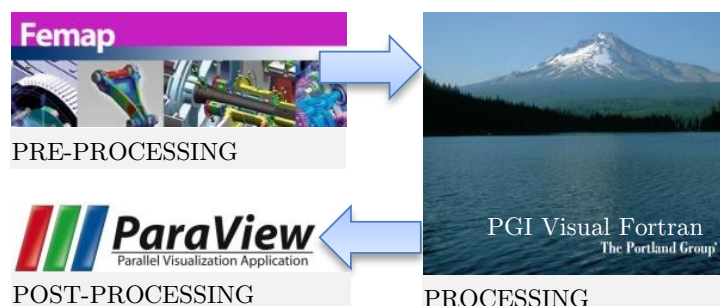 Femap
PRE-PROCESSING
PGI Visual Fortran
The Portland Group
PROCESSING
ParaView
Parallel Visualization Application
POST-PROCESSING